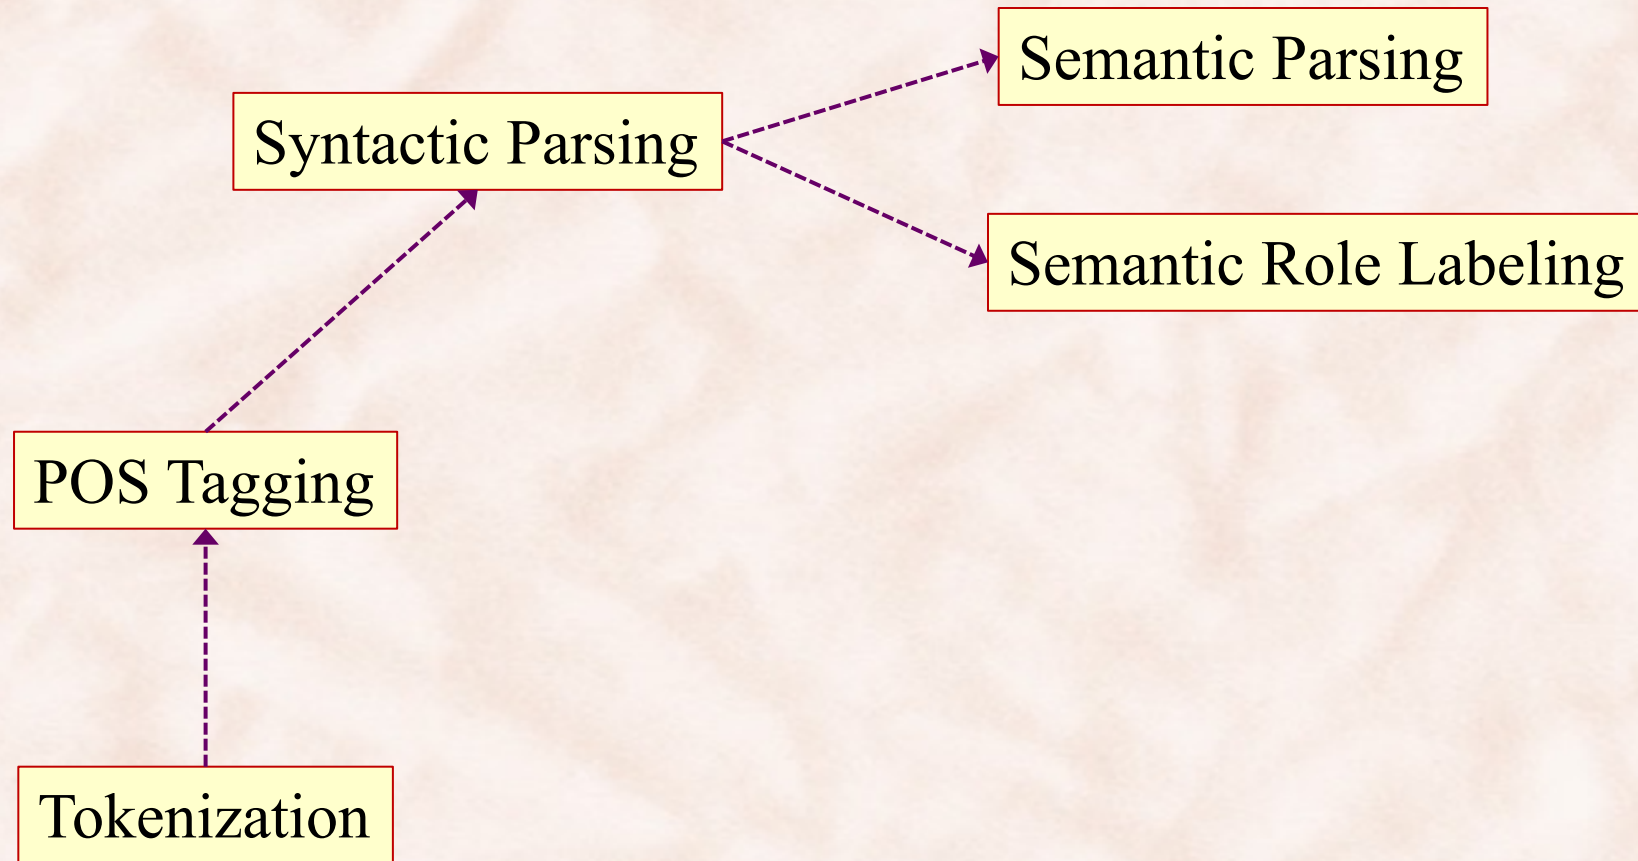 Semantic Parsing
Syntactic Parsing
Semantic Role Labeling
POS Tagging
Tokenization